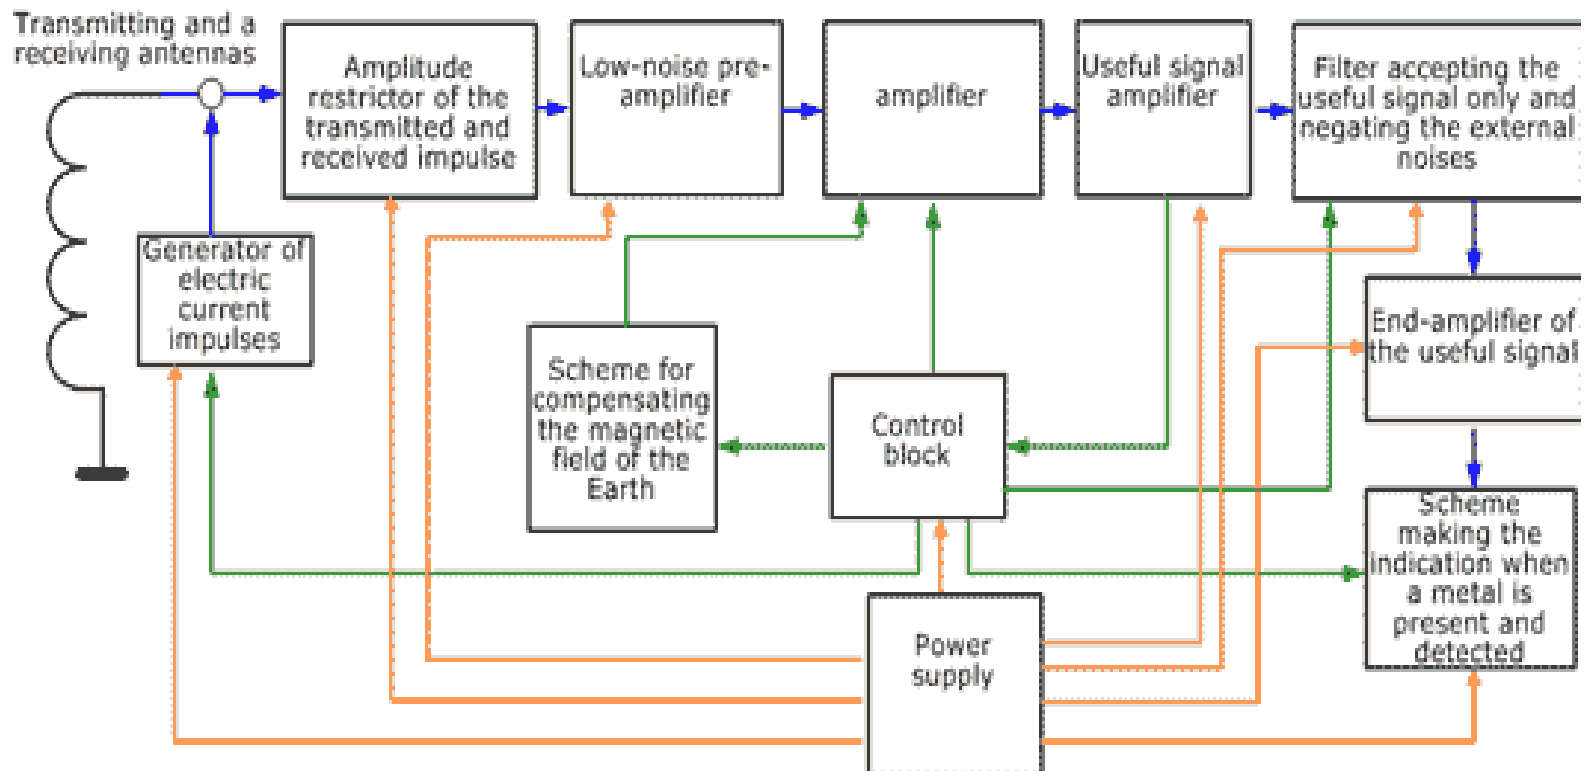 Transmitting and a
receiving antennas
Amplitude
restrictor of the
transmitted and
received impulse
Low-noise pre-
amplifier
amplifier
Useful signal
amplifier
Filter accepting the
useful signal only and
negating the external
noises
Generator of
electric
current
impulses
Scheme for
compensating
the magnetic
field of the
Earth
Control
block
End-amplifier of
the useful signal
Scheme
making the
indication when
a metal is
present and
detected
Power
supply